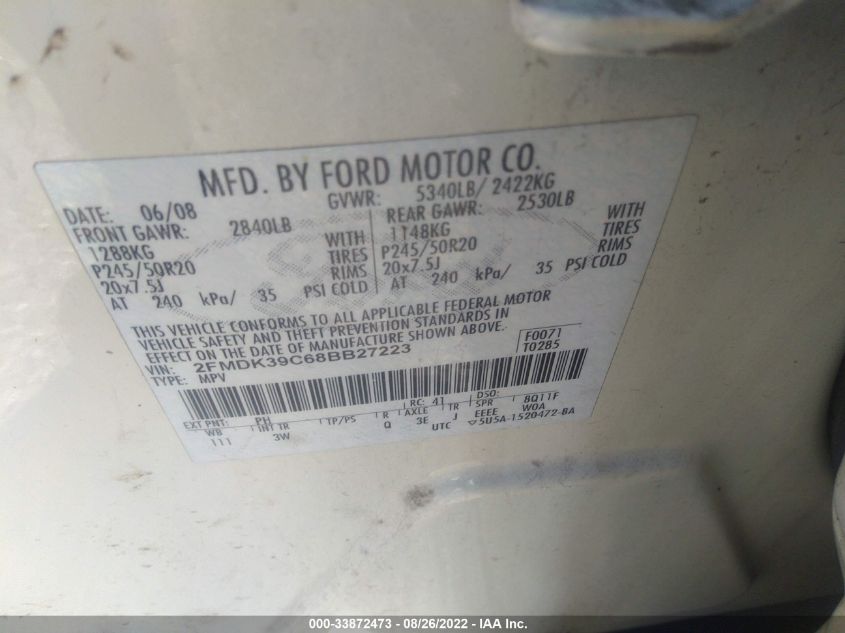 MFD. BY FORD MOTOR CO.
DATE: 06/08 GVWR: 5340LB/ 2422KG
FRONT GAWR: 2840LB REAR GAWR: 2530LB
1288KG WITH 1148KG WITH
P245/50R20 TIRES P245/50R20 TIRES
20x7.5J RIMS 20x7.5J RIMS
AT 240 kPa/ 35 PSI COLD AT 240 kPa/ 35 PSI COLD
THIS VEHICLE CONFORMS TO ALL APPLICABLE FEDERAL MOTOR
VEHICLE SAFETY AND THEFT PREVENTION STANDARDS IN
EFFECT ON THE DATE OF MANUFACTURE SHOWN ABOVE.
VIN: 2FMDK39C68BB27223 F0071
TYPE: MPV T0285
EXT PNT: PH RC: 41 DSO:
WB INT TR TP/PS R AXLE TR SPR 8Q11F
111 3W Q 3E J EEEE W0A
UTC ▽5U5A-1520472-BA
000-33872473 - 08/26/2022 - IAA Inc.